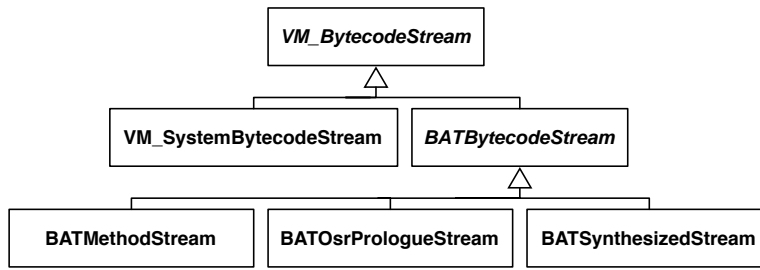 VM_BytecodeStream
VM_SystemBytecodeStream
BATBytecodeStream
BATMethodStream
BATOsrPrologueStream
BATSynthesizedStream